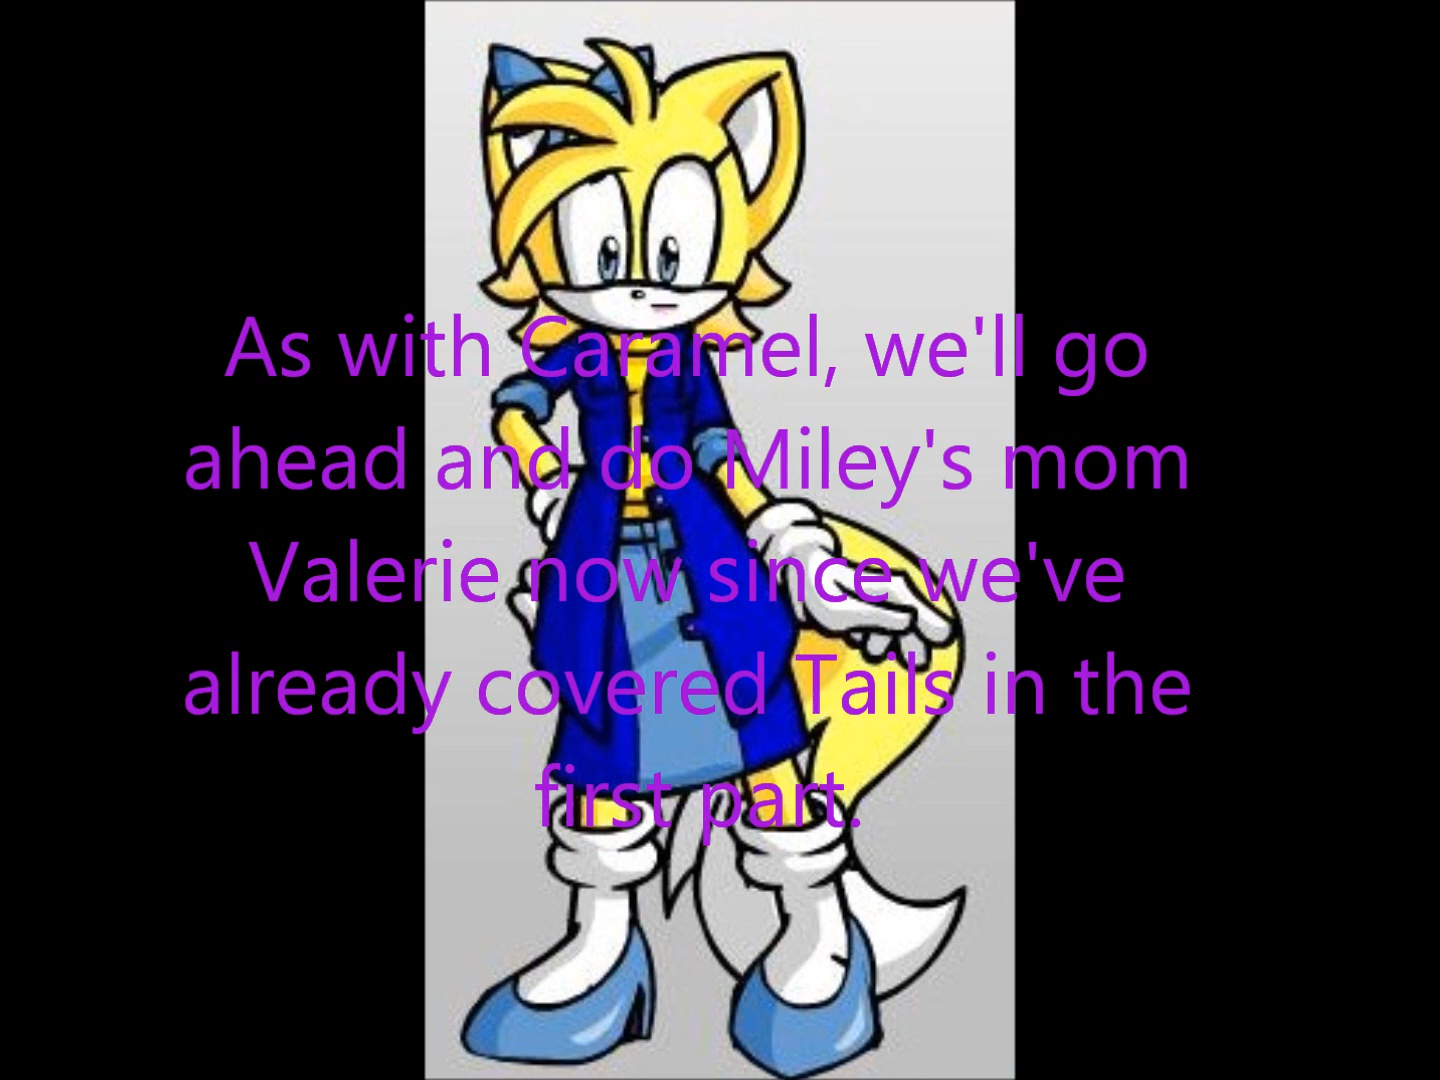 As with Caramel, we'll go
ahead and do Miley's mom
Valerie now since we've
already covered Tails in the
first part.